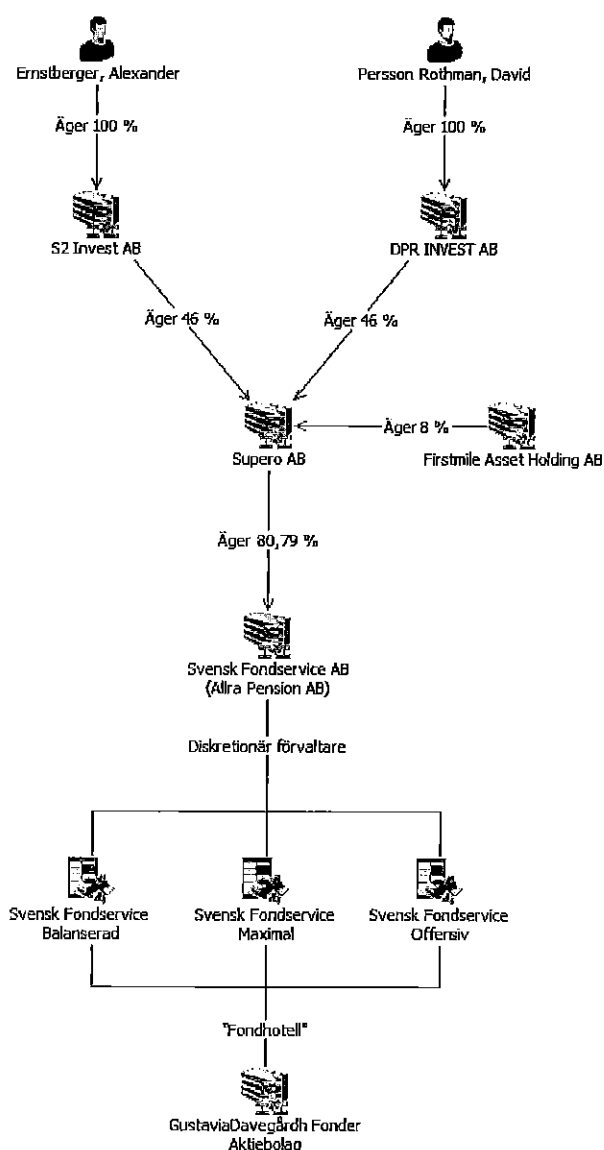 Ernstberger, Alexander
Persson Rothman, David
Äger 100 %
Äger 100 %
S2 Invest AB
DPR INVEST AB
Äger 46 %
Äger 46 %
Supero AB
Äger 8 %
Firstmile Asset Holding AB
Äger 80,79 %
Svensk Fondservice AB
(Allra Pension AB)
Diskretionär förvaltare
Svensk Fondservice
Balanserad
Svensk Fondservice
Maximal
Svensk Fondservice
Offensiv
"Fondhotell"
GustaviaDavegårdh Fonder
Aktiebolag